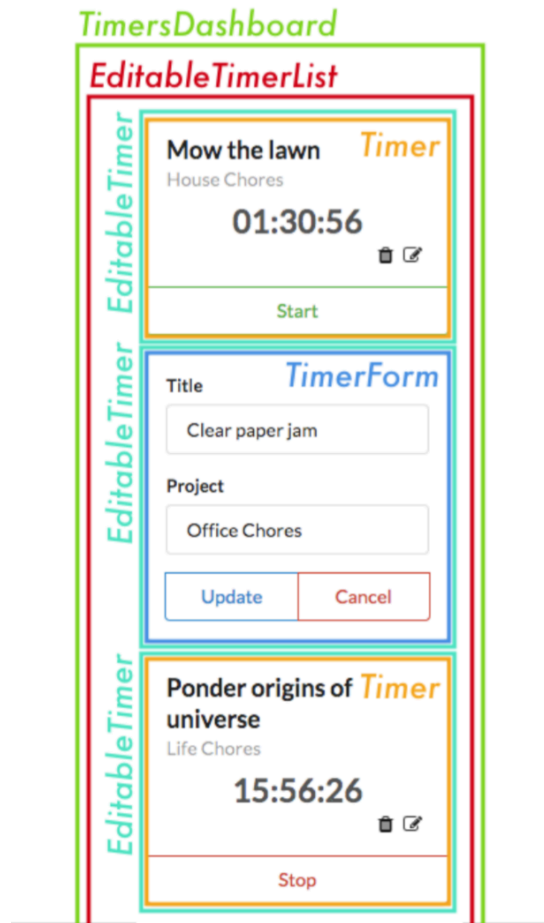 TimersDashboard
EditableTimerList
EditableTimer
Mow the lawn Timer
House Chores
01:30:56
Start
EditableTimer
TimerForm
Title
Clear paper jam
Project
Office Chores
Update Cancel
EditableTimer
Ponder origins of Timer
universe
Life Chores
15:56:26
Stop